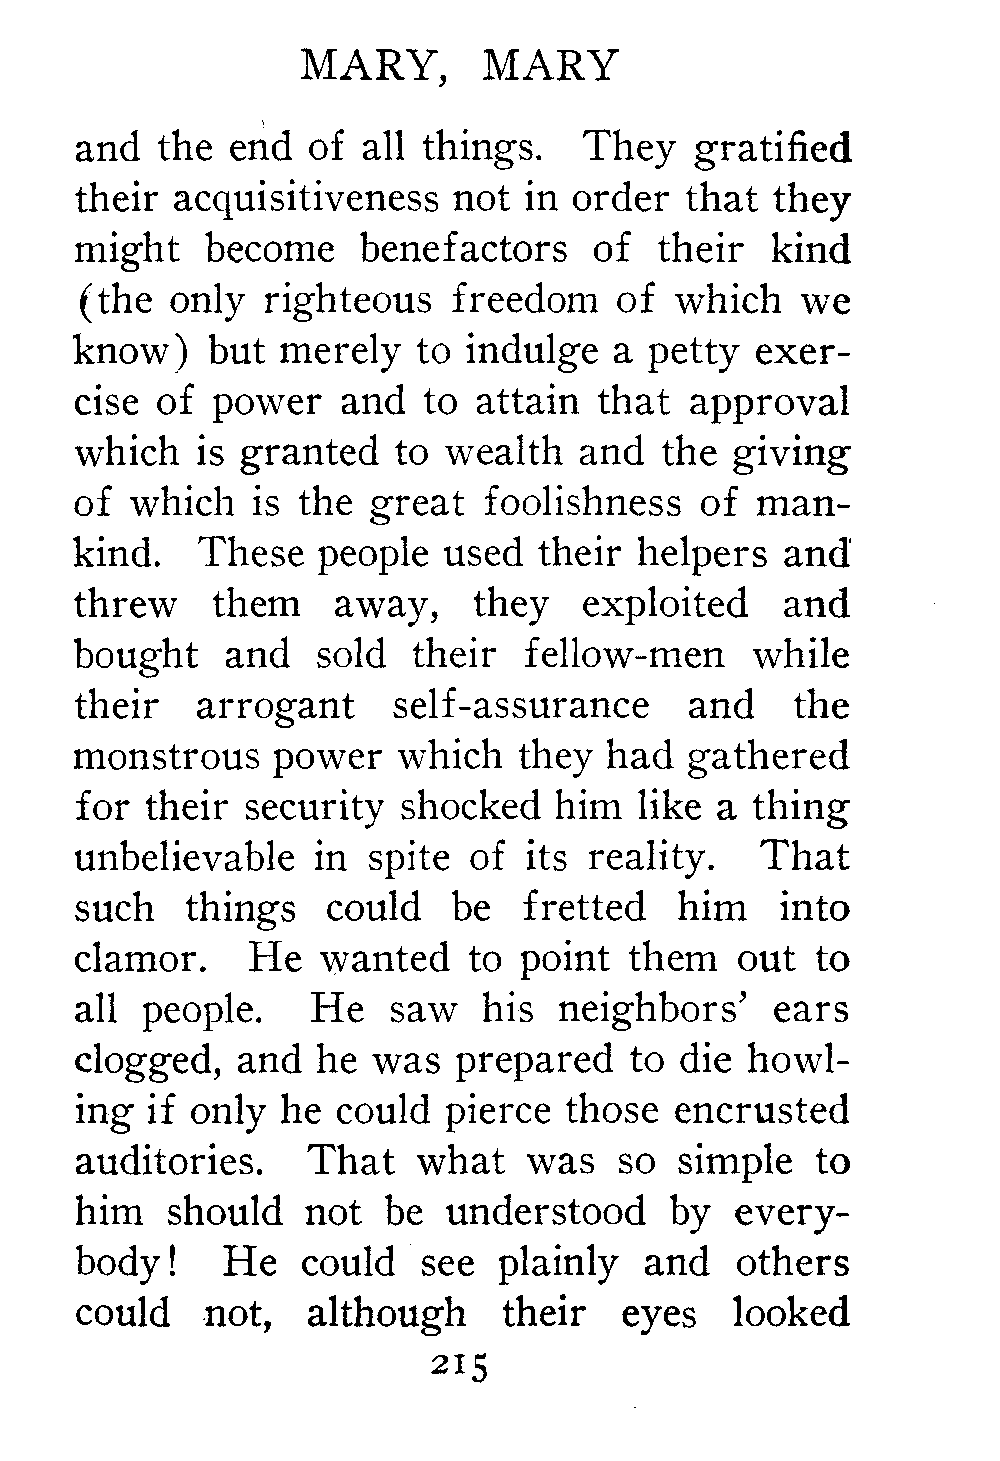 MARY, MARY
and the end of all things. They gratified
their acquisitiveness not in order that they
might become benefactors of their kind
(the only righteous freedom of which we
know) but merely to indulge a petty exer-
cise of power and to attain that approval
which is granted to wealth and the giving
of which is the great foolishness of man-
kind. These people used their helpers and
threw them away, they exploited and
bought and sold their fellow-men while
their arrogant self-assurance and the
monstrous power which they had gathered
for their security shocked him like a thing
unbelievable in spite of its reality. That
such things could be fretted him into
clamor. He wanted to point them out to
all people. He saw his neighbors' ears
clogged, and he was prepared to die howl-
ing if only he could pierce those encrusted
auditories. That what was so simple to
him should not be understood by every-
body! He could see plainly and others
could not, although their eyes looked
215